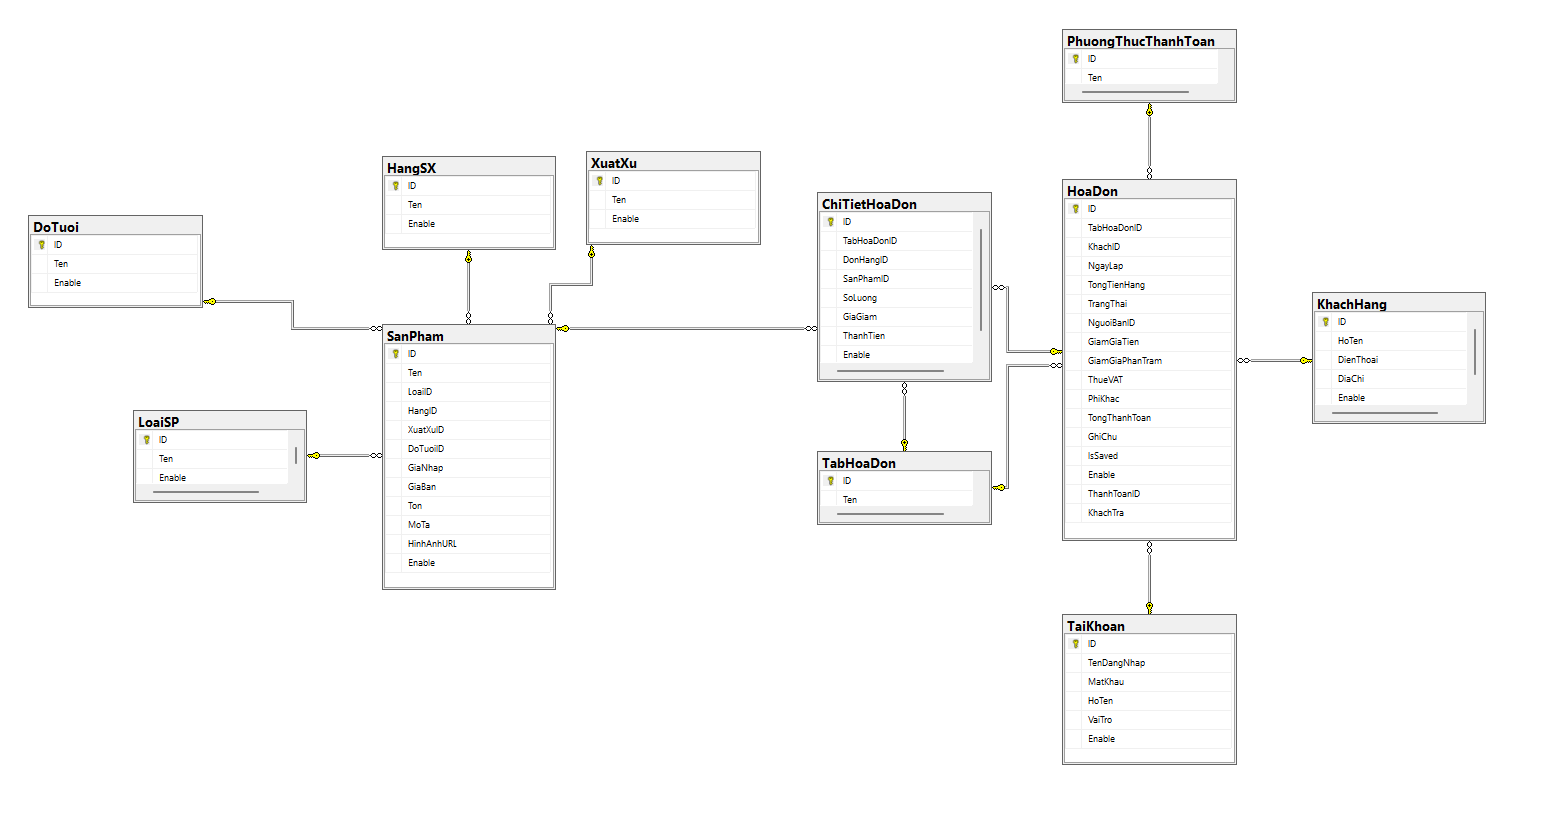 PhuongThucThanhToan
ID
Ten
HangSX
ID
Ten
Enable
XuatXu
ID
Ten
Enable
DoTuoi
ID
Ten
Enable
ChiTietHoaDon
ID
TabHoaDonID
DonHangID
SanPhamID
SoLuong
GiaGiam
ThanhTien
Enable
HoaDon
ID
TabHoaDonID
KhachID
NgayLap
TongTienHang
TrangThai
NguoiBanID
GiamGiaTien
GiamGiaPhanTram
ThueVAT
PhiKhac
TongThanhToan
GhiChu
IsSaved
Enable
ThanhToanID
KhachTra
KhachHang
ID
HoTen
DienThoai
DiaChi
Enable
SanPham
ID
Ten
LoaiID
HangID
XuatXuID
DoTuoiID
GiaNhap
GiaBan
Ton
MoTa
HinhAnhURL
Enable
LoaiSP
ID
Ten
Enable
TabHoaDon
ID
Ten
TaiKhoan
ID
TenDangNhap
MatKhau
HoTen
VaiTro
Enable